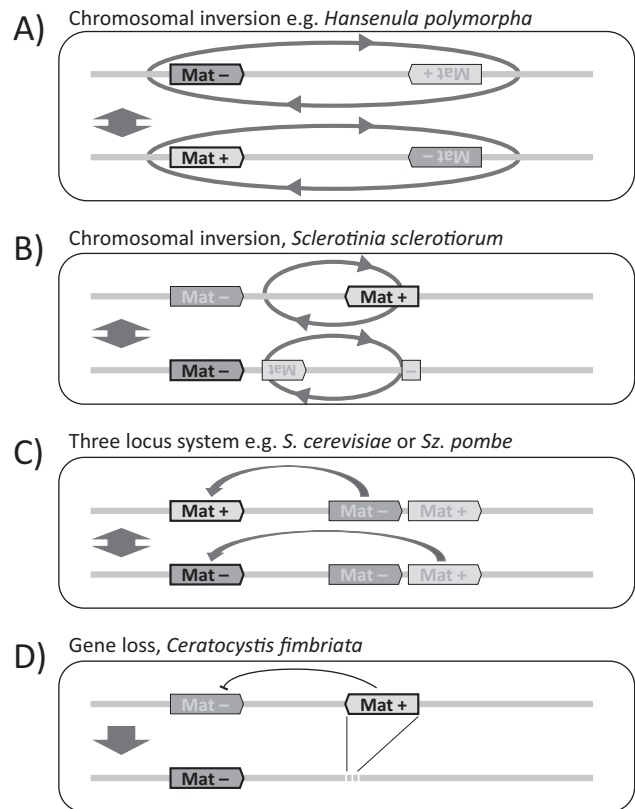 A) Chromosomal inversion e.g. Hansenula polymorpha
Mat – Mat +
Mat + Mat –
B) Chromosomal inversion, Sclerotinia sclerotiorum
Mat – Mat +
Mat – Mat –
C) Three locus system e.g. S. cerevisiae or Sz. pombe
Mat + Mat – Mat +
Mat – Mat – Mat +
D) Gene loss, Ceratocystis fimbriata
Mat – Mat +
Mat –